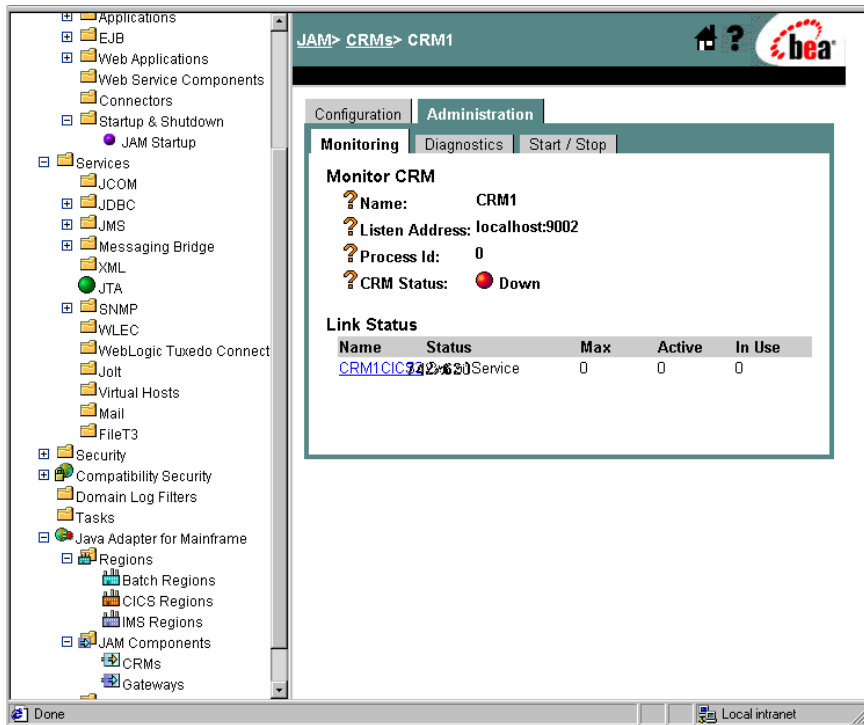 Applications
EJB
Web Applications
Web Service Components
Connectors
Startup & Shutdown
JAM Startup
Services
JCOM
JDBC
JMS
Messaging Bridge
XML
JTA
SNMP
WLEC
WebLogic Tuxedo Connect
Jolt
Virtual Hosts
Mail
FileT3
Security
Compatibility Security
Domain Log Filters
Tasks
Java Adapter for Mainframe
Regions
Batch Regions
CICS Regions
IMS Regions
JAM Components
CRMs
Gateways
JAM> CRMs> CRM1
?
bea
Configuration Administration
Monitoring Diagnostics Start / Stop
Monitor CRM
? Name: CRM1
? Listen Address: localhost:9002
? Process Id: 0
? CRM Status: Down
Link Status
Name Status Max Active In Use
CRM1CICS Service 0 0 0
Done
Local intranet